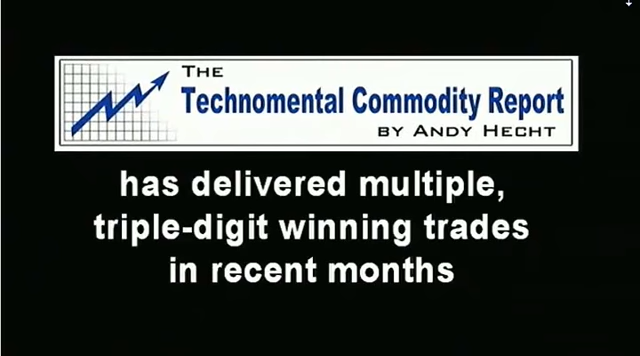 The
Technomental Commodity Report
by Andy Hecht
has delivered multiple,
triple-digit winning trades
in recent months